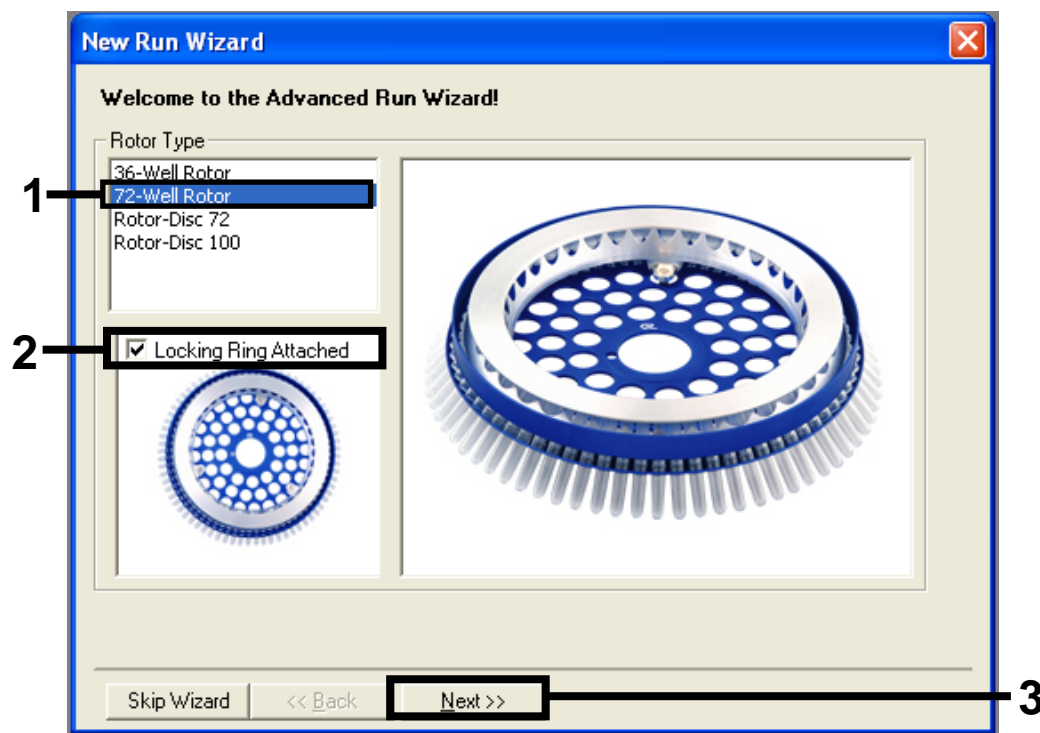 New Run Wizard
Welcome to the Advanced Run Wizard!
Rotor Type
36-Well Rotor
1
72-Well Rotor
Rotor-Disc 72
Rotor-Disc 100
2
Locking Ring Attached
Skip Wizard
<< Back
Next >>
3